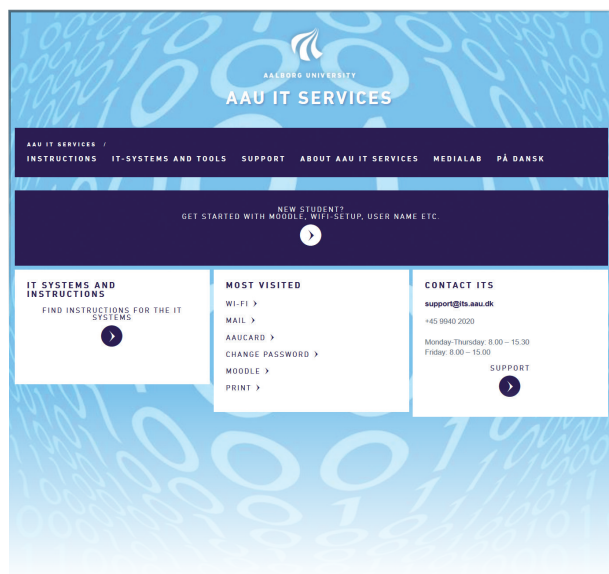 AALBORG UNIVERSITY
AAU IT SERVICES
AAU IT SERVICES /
INSTRUCTIONS IT-SYSTEMS AND TOOLS SUPPORT ABOUT AAU IT SERVICES MEDIALAB PÅ DANSK
NEW STUDENT?
GET STARTED WITH MOODLE, WIFI-SETUP, USER NAME ETC.
IT SYSTEMS AND
INSTRUCTIONS
FIND INSTRUCTIONS FOR THE IT
SYSTEMS
MOST VISITED
WI-FI
MAIL
AAUCARD
CHANGE PASSWORD
MOODLE
PRINT
CONTACT ITS
support@its.aau.dk
+45 9940 2020
Monday-Thursday: 8.00 – 15.30
Friday: 8.00 – 15.00
SUPPORT